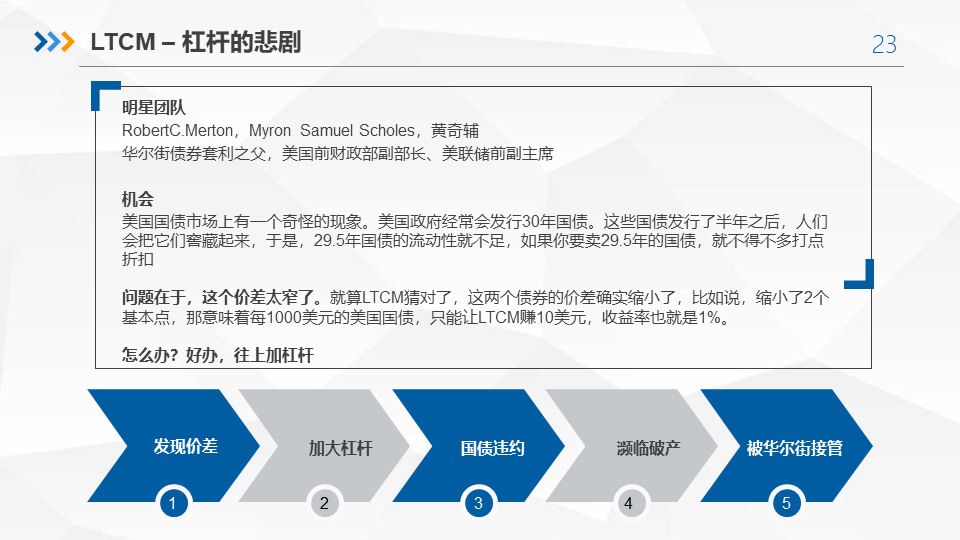 LTCM – 杠杆的悲剧
23
明星团队
RobertC.Merton，Myron Samuel Scholes，黄奇辅
华尔街债券套利之父，美国前财政部副部长、美联储前副主席
机会
美国国债市场上有一个奇怪的现象。美国政府经常会发行30年国债。这些国债发行了半年之后，人们
会把它们窖藏起来，于是，29.5年国债的流动性就不足，如果你要卖29.5年的国债，就不得不多打点
折扣
问题在于，这个价差太窄了。就算LTCM猜对了，这两个债券的价差确实缩小了，比如说，缩小了2个
基本点，那意味着每1000美元的美国国债，只能让LTCM赚10美元，收益率也就是1%。
怎么办？好办，往上加杠杆
发现价差
加大杠杆
国债违约
濒临破产
被华尔街接管
1
2
3
4
5